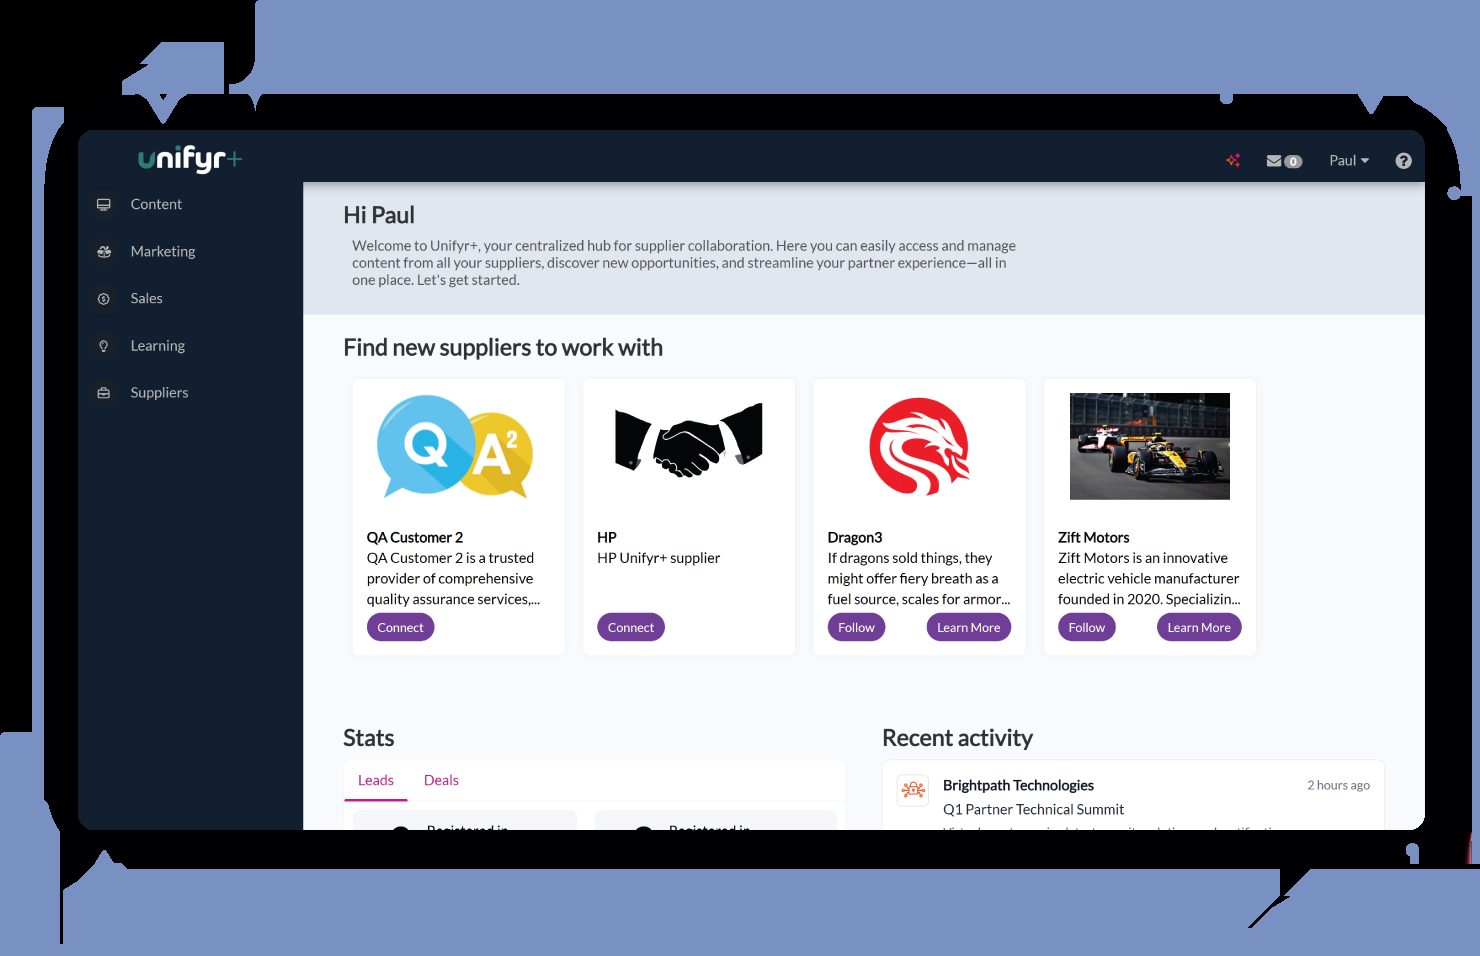 unifyr+
0
Paul
?
Content
Marketing
Sales
Learning
Suppliers
Hi Paul
Welcome to Unifyr+, your centralized hub for supplier collaboration. Here you can easily access and manage
content from all your suppliers, discover new opportunities, and streamline your partner experience—all in
one place. Let's get started.
Find new suppliers to work with
Q A²
QA Customer 2
QA Customer 2 is a trusted
provider of comprehensive
quality assurance services,...
Connect
HP
HP Unifyr+ supplier
Connect
Dragon3
If dragons sold things, they
might offer fiery breath as a
fuel source, scales for armor...
Follow
Learn More
Zift Motors
Zift Motors is an innovative
electric vehicle manufacturer
founded in 2020. Specializin...
Follow
Learn More
Stats
Leads
Deals
Registered in
Registered in
Recent activity
Brightpath Technologies
2 hours ago
Q1 Partner Technical Summit